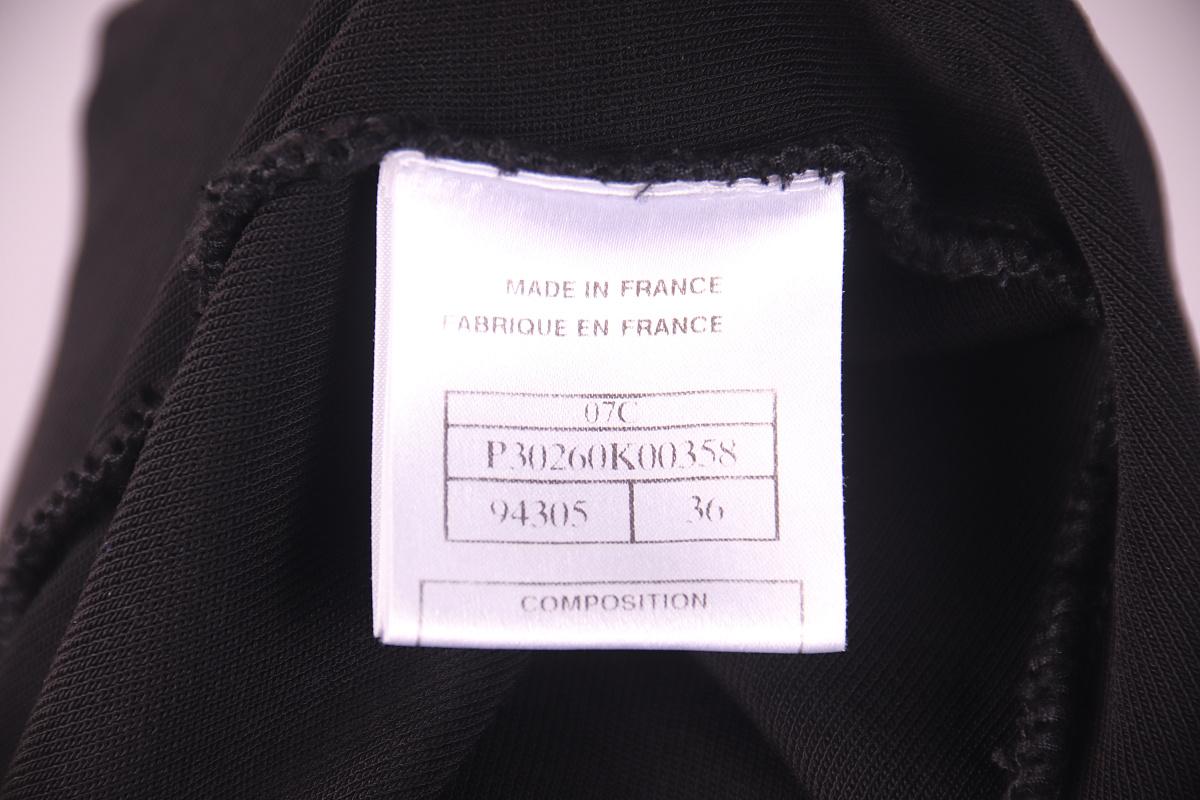 MADE IN FRANCE
FABRIQUE EN FRANCE
07C
P30260K00358
94305 36
COMPOSITION